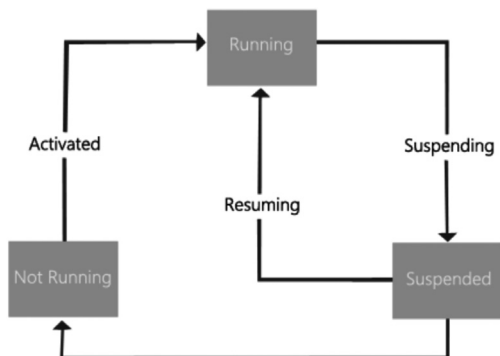 Running
Activated
Suspending
Resuming
Not Running
Suspended